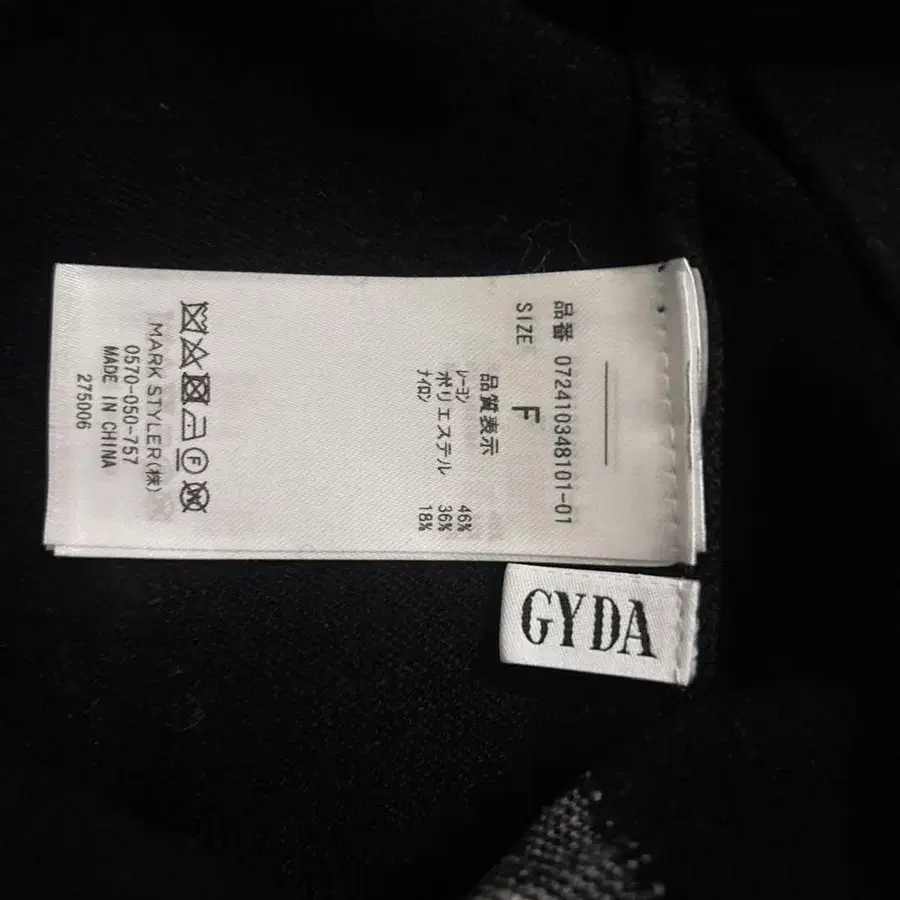 品番 072410348101-01
SIZE F
品質表示
レーヨン 46%
ポリエステル 36%
ナイロン 18%
MARK STYLER(株)
0570-050-757
MADE IN CHINA
275006
GYDA